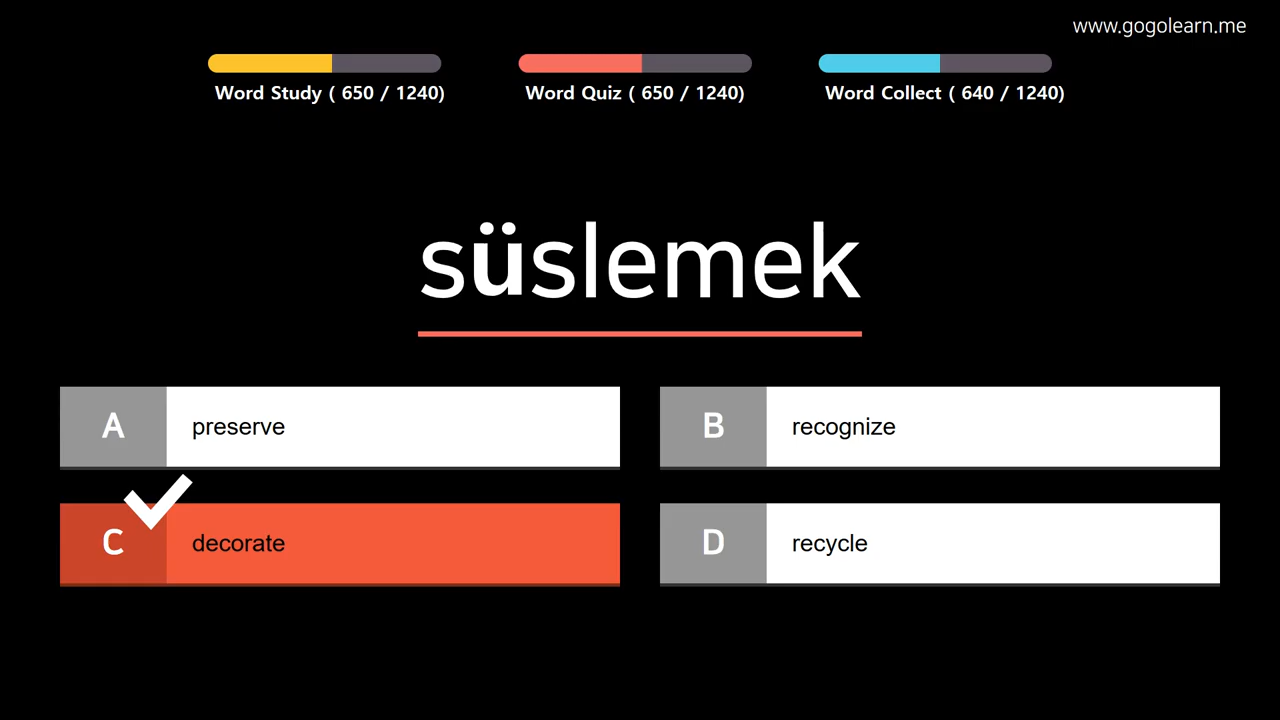 www.gogolearn.me
Word Study ( 650 / 1240)
Word Quiz ( 650 / 1240)
Word Collect ( 640 / 1240)
süslemek
A preserve
B recognize
C decorate
D recycle